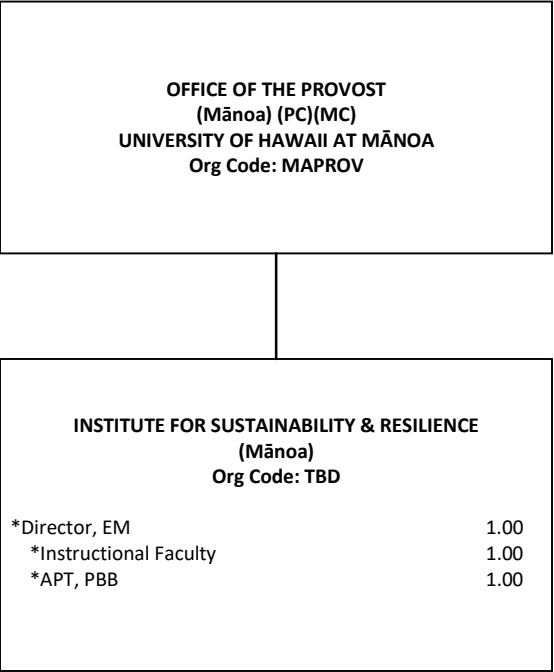 OFFICE OF THE PROVOST
(Mānoa) (PC)(MC)
UNIVERSITY OF HAWAII AT MĀNOA
Org Code: MAPROV
INSTITUTE FOR SUSTAINABILITY & RESILIENCE
(Mānoa)
Org Code: TBD
*Director, EM 1.00
*Instructional Faculty 1.00
*APT, PBB 1.00